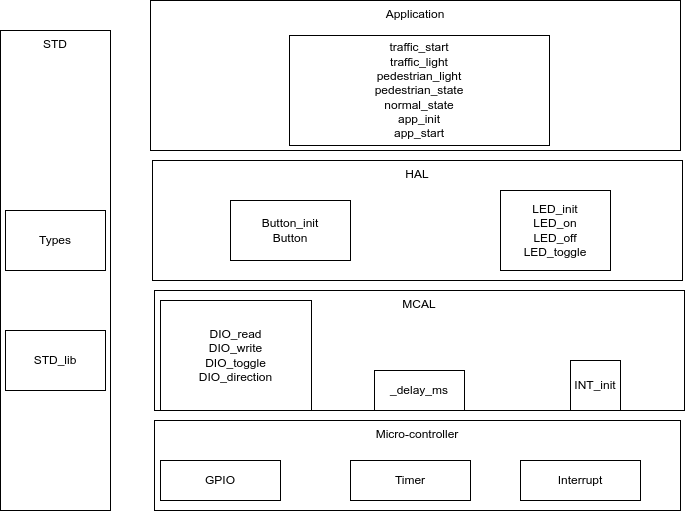 STD
Types
STD_lib
Application
traffic_start
traffic_light
pedestrian_light
pedestrian_state
normal_state
app_init
app_start
HAL
Button_init
Button
LED_init
LED_on
LED_off
LED_toggle
MCAL
DIO_read
DIO_write
DIO_toggle
DIO_direction
_delay_ms
INT_init
Micro-controller
GPIO
Timer
Interrupt